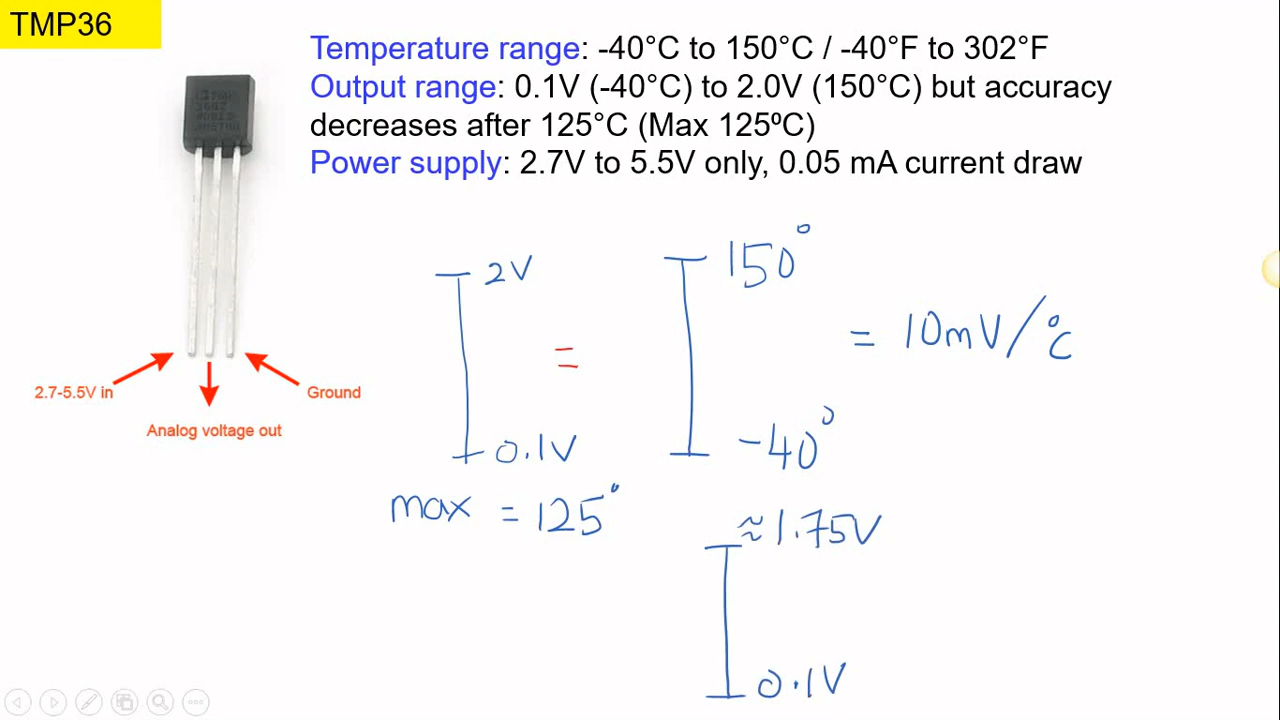 TMP36
Temperature range: -40°C to 150°C / -40°F to 302°F
Output range: 0.1V (-40°C) to 2.0V (150°C) but accuracy
decreases after 125°C (Max 125ºC)
Power supply: 2.7V to 5.5V only, 0.05 mA current draw
2.7-5.5V in
Analog voltage out
Ground
2V
=
150°
= 10mV/°C
0.1V
-40°
max = 125°
≈1.75V
0.1V